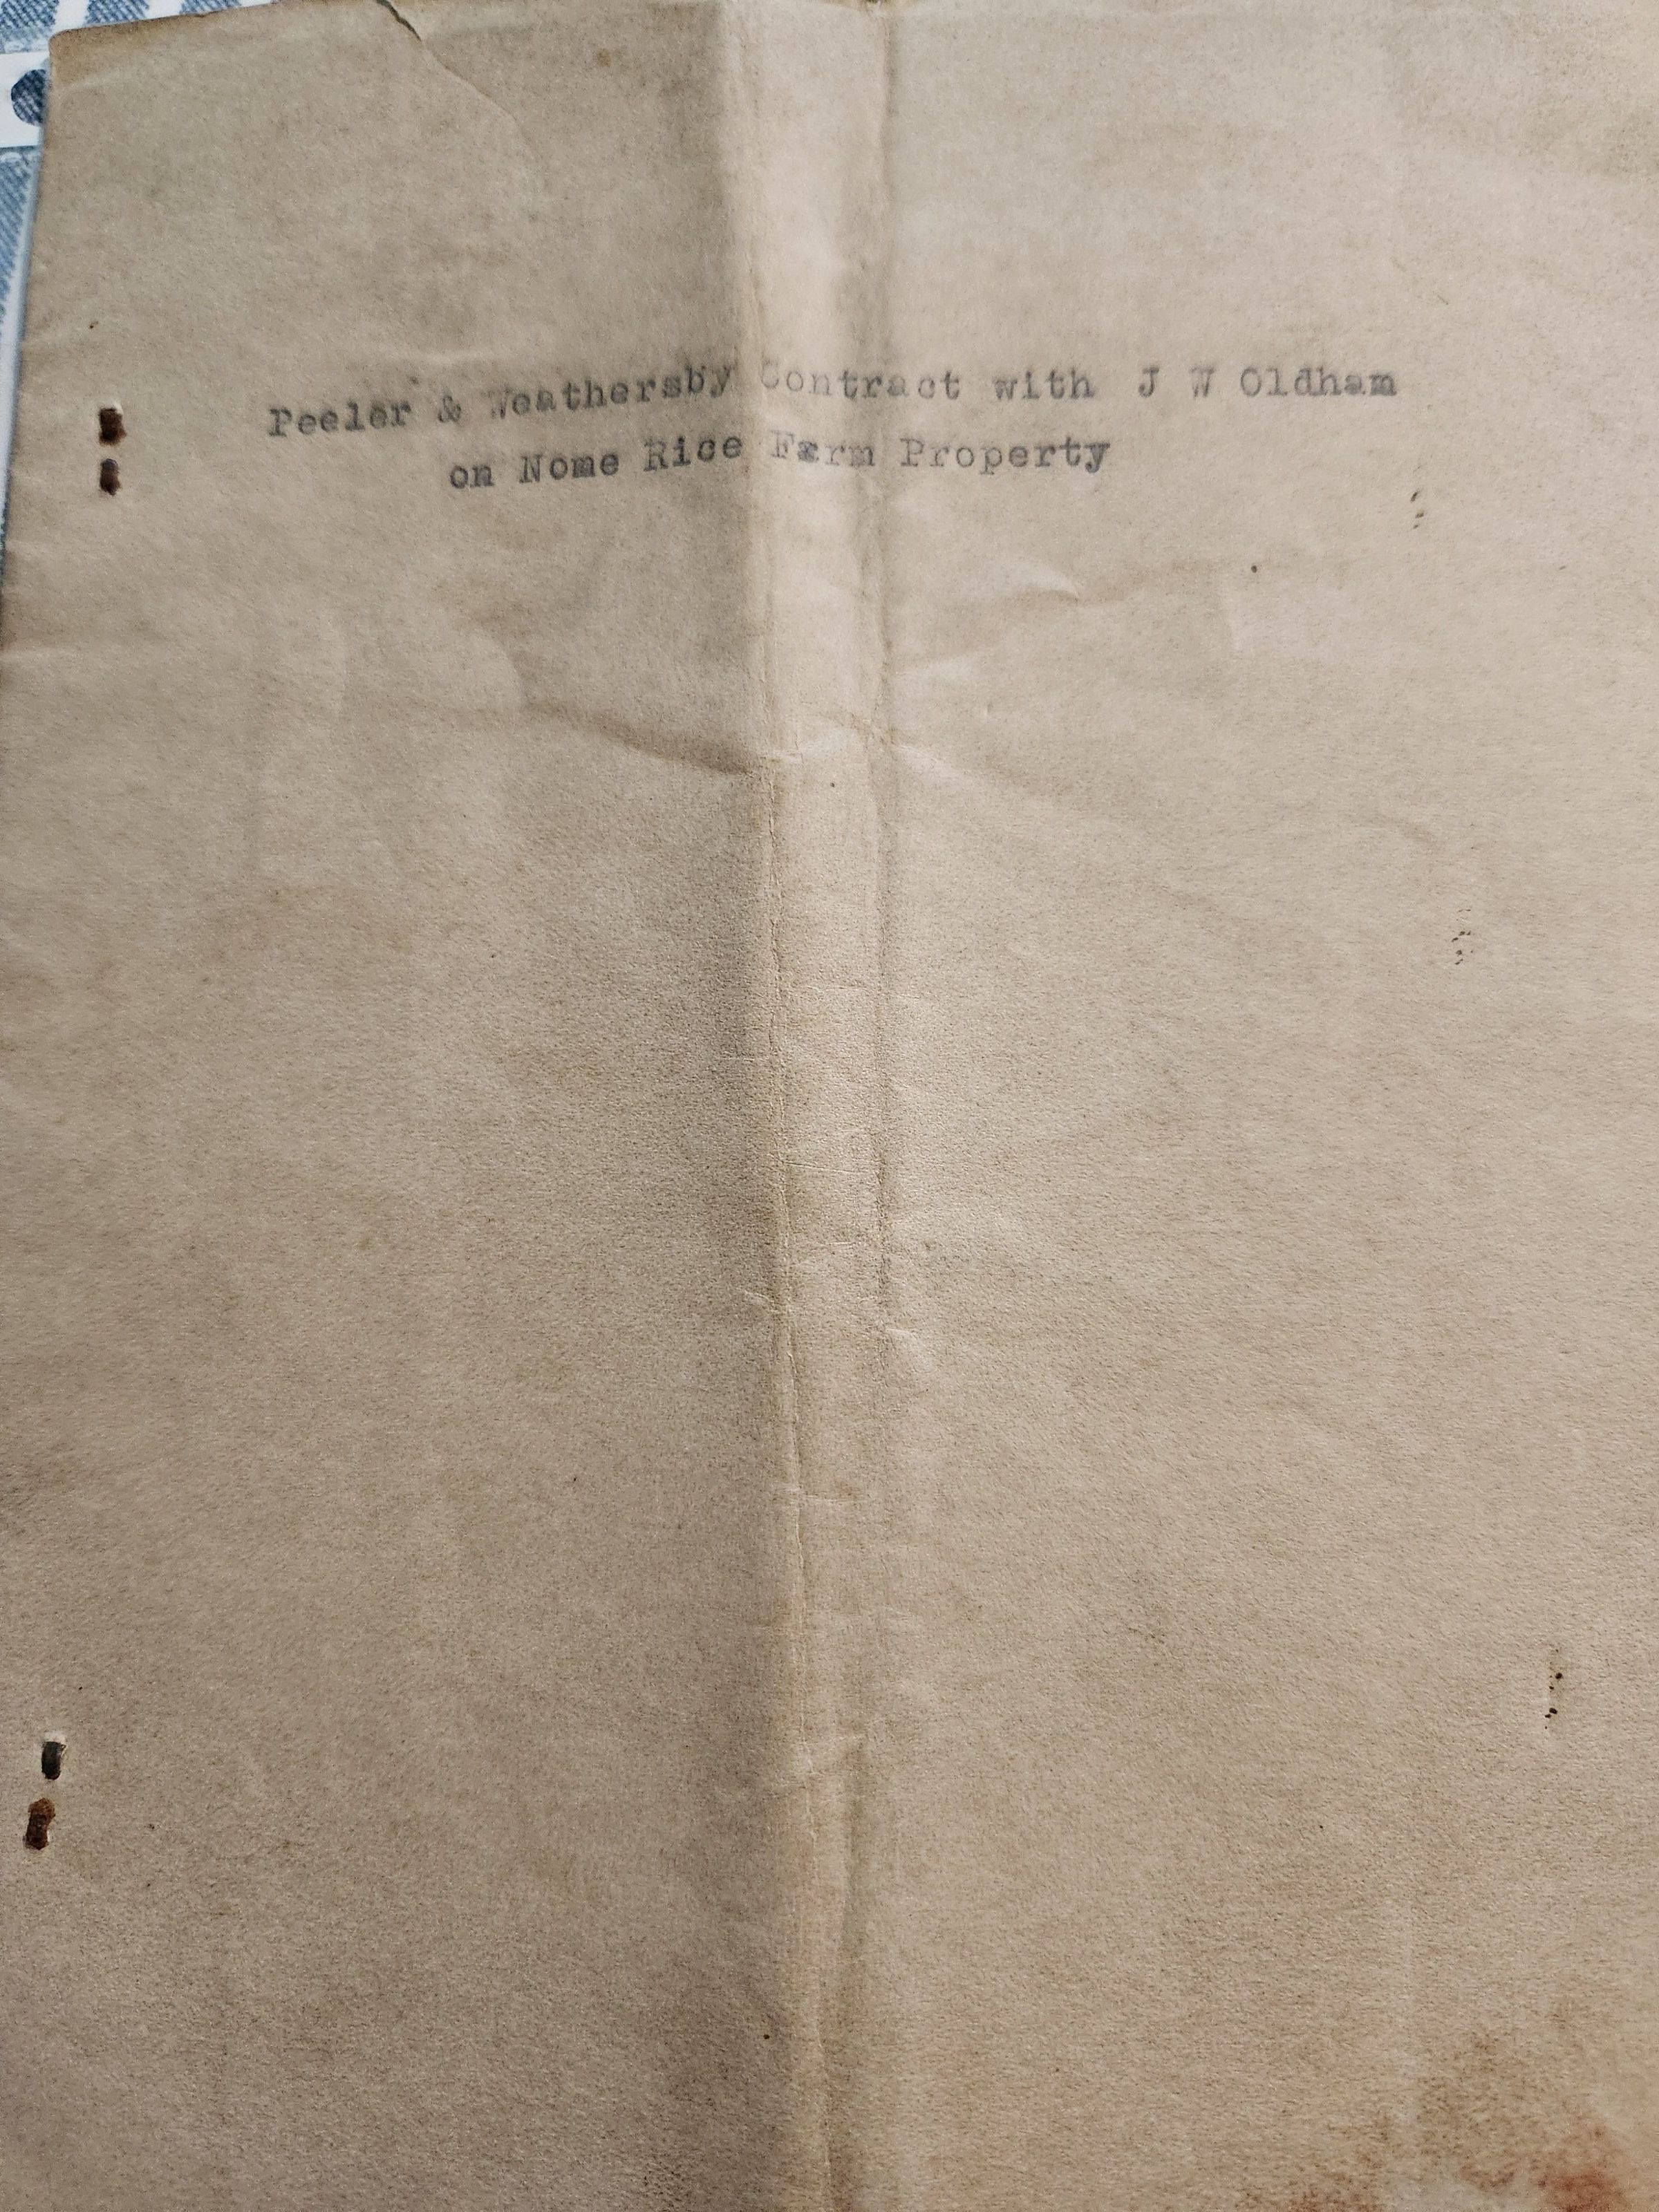 Peeler & Weathersby Contract with J W Oldham
on Nome Rice Farm Property